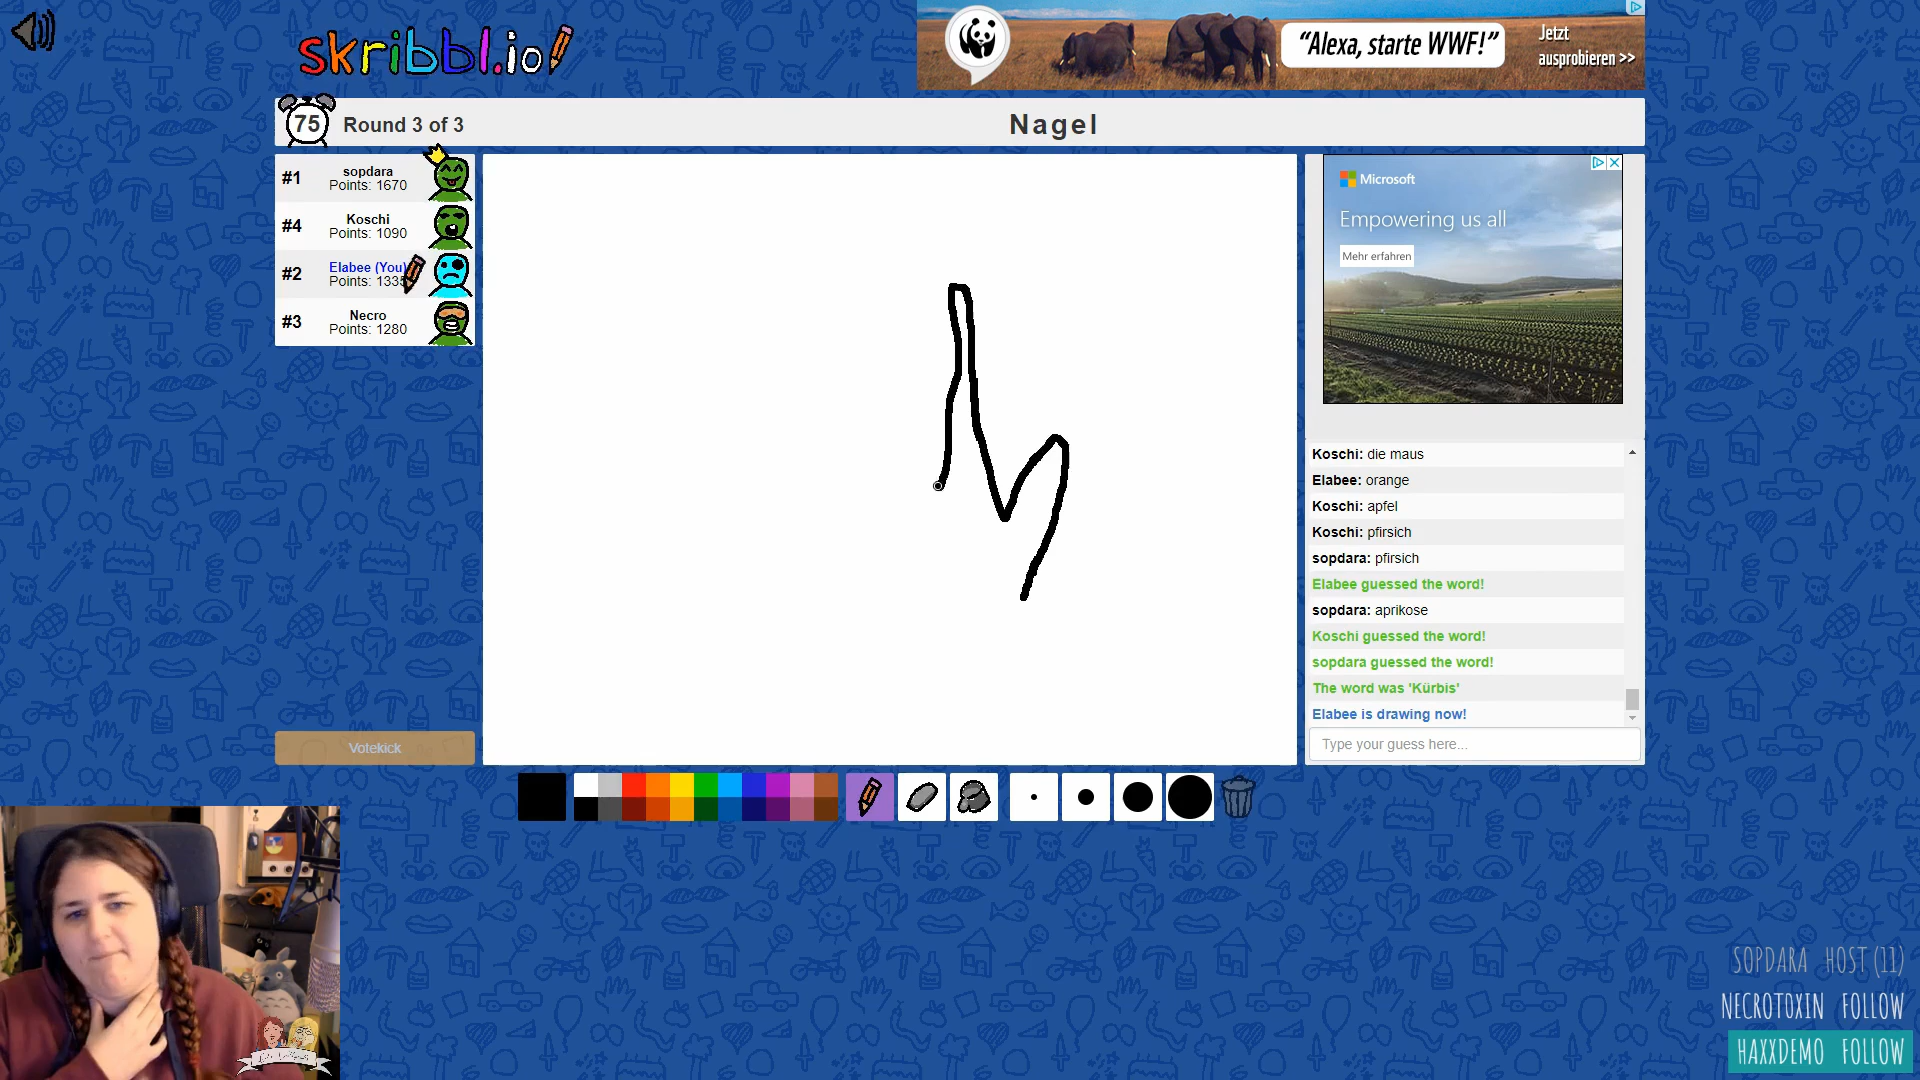 skribbl.io
"Alexa, starte WWF!"
Jetzt
ausprobieren >>
75
Round 3 of 3
Nagel
#1
sopdara
Points: 1670
#4
Koschi
Points: 1090
#2
Elabee (You)
Points: 1335
#3
Necro
Points: 1280
Votekick
Microsoft
Empowering us all
Mehr erfahren
Koschi: die maus
Elabee: orange
Koschi: apfel
Koschi: pfirsich
sopdara: pfirsich
Elabee guessed the word!
sopdara: aprikose
Koschi guessed the word!
sopdara guessed the word!
The word was 'Kürbis'
Elabee is drawing now!
Type your guess here...
SOPDARA HOST (11)
NECROTOXIN FOLLOW
HAXXDEMO FOLLOW